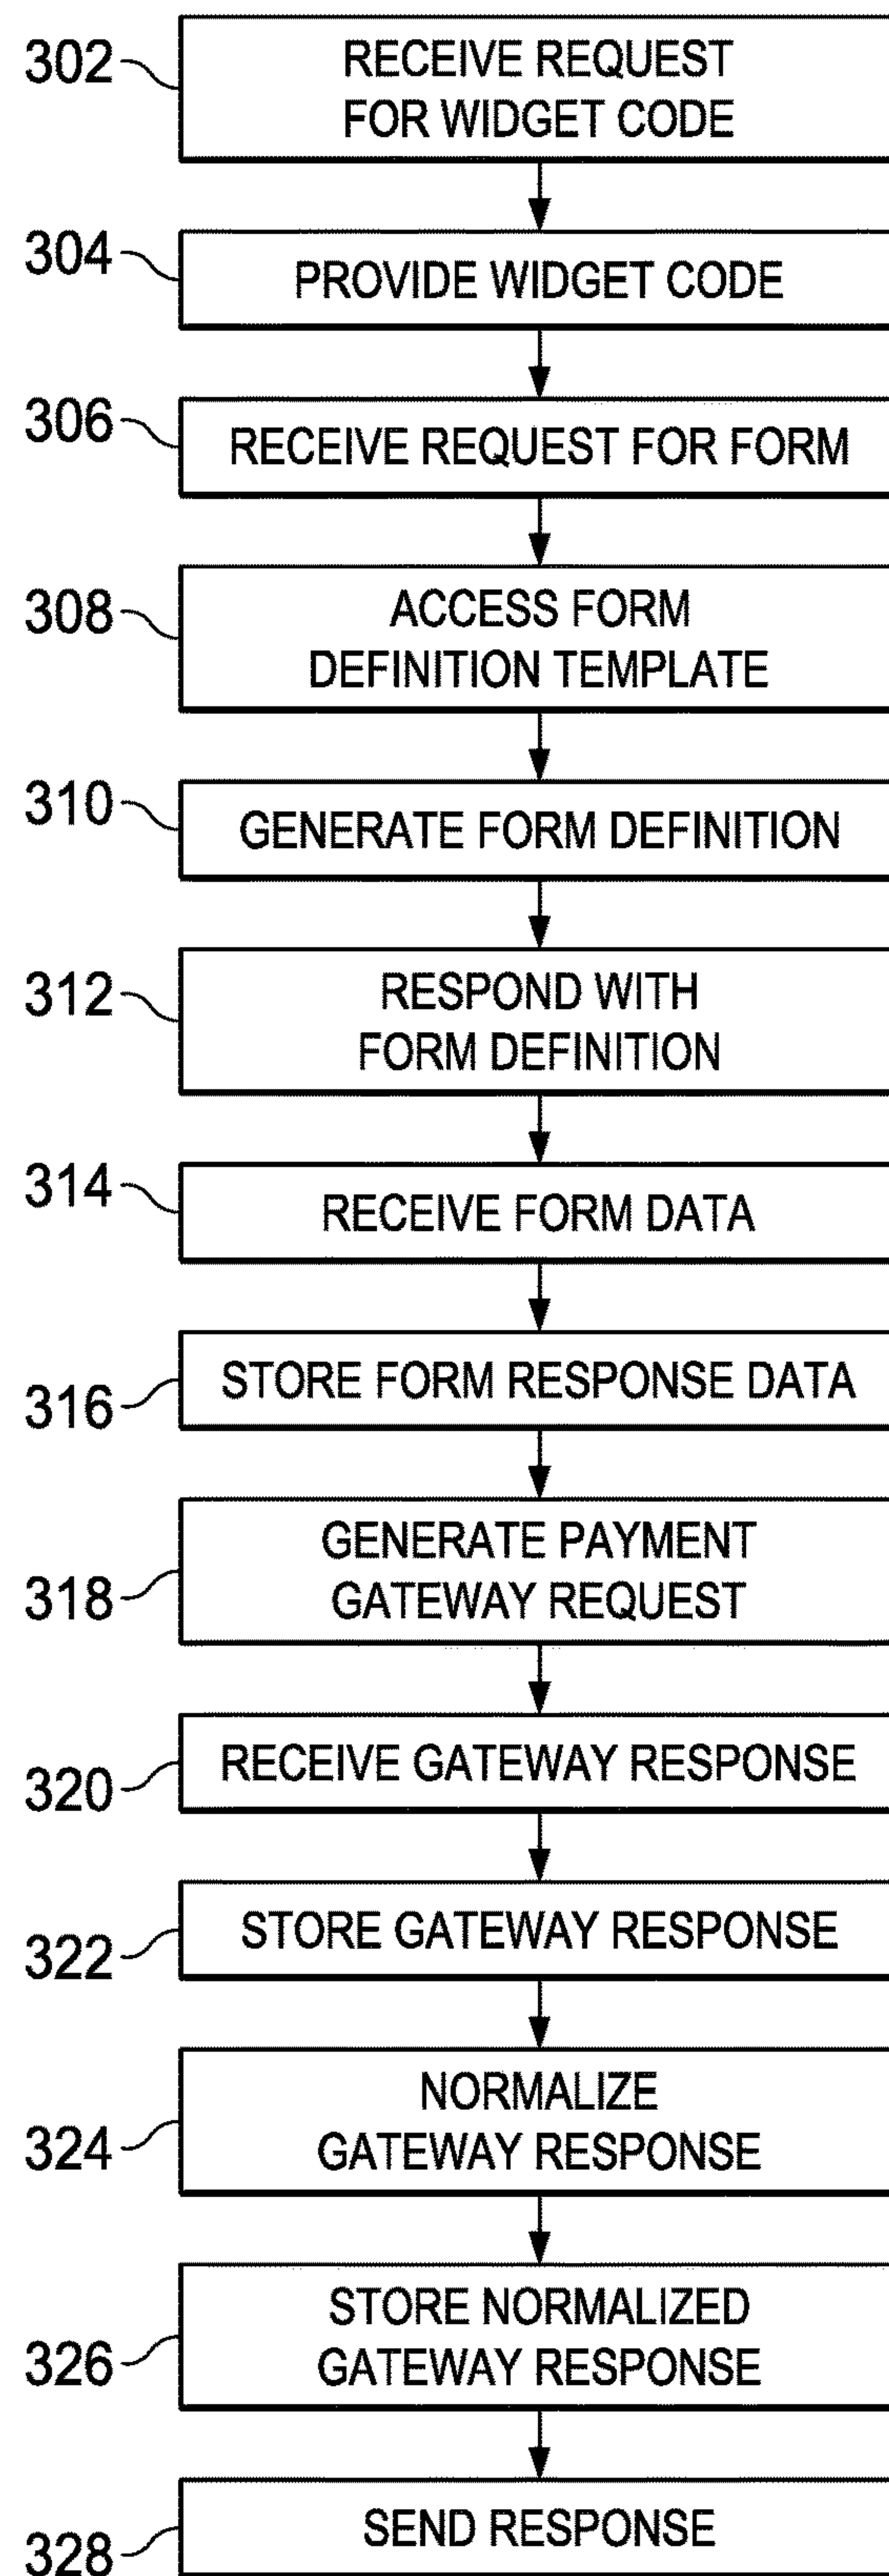 302
RECEIVE REQUEST
FOR WIDGET CODE
304
PROVIDE WIDGET CODE
306
RECEIVE REQUEST FOR FORM
308
ACCESS FORM
DEFINITION TEMPLATE
310
GENERATE FORM DEFINITION
312
RESPOND WITH
FORM DEFINITION
314
RECEIVE FORM DATA
316
STORE FORM RESPONSE DATA
318
GENERATE PAYMENT
GATEWAY REQUEST
320
RECEIVE GATEWAY RESPONSE
322
STORE GATEWAY RESPONSE
324
NORMALIZE
GATEWAY RESPONSE
326
STORE NORMALIZED
GATEWAY RESPONSE
328
SEND RESPONSE